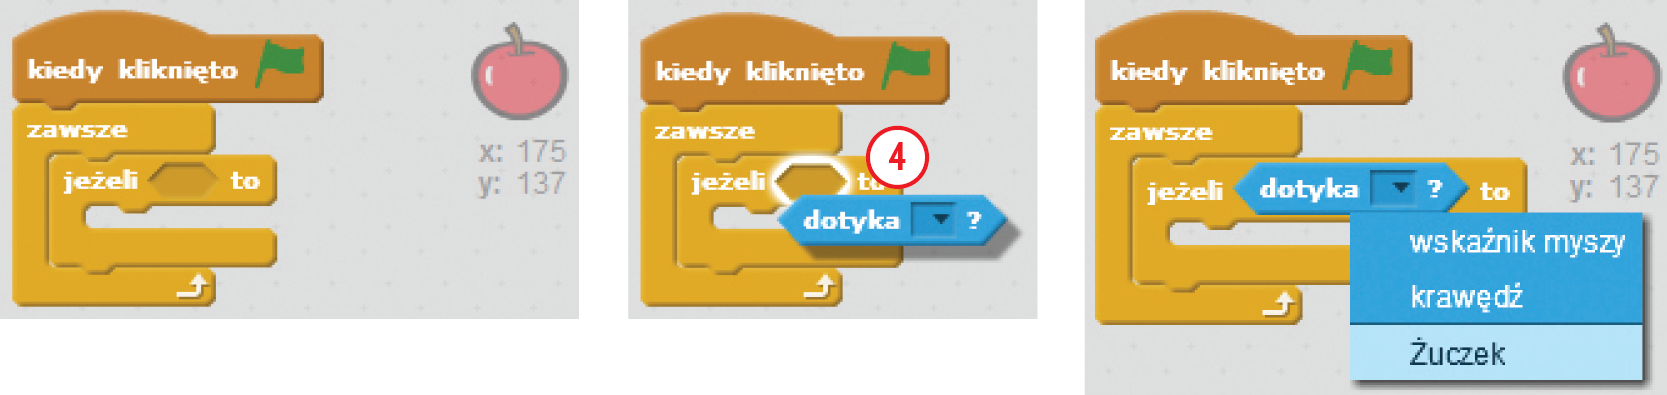 kiedy kliknięto
zawsze
jeżeli to
x: 175
y: 137
kiedy kliknięto
zawsze
jeżeli to
4
dotyka ?
kiedy kliknięto
zawsze
jeżeli dotyka ? to
x: 175
y: 137
wskaźnik myszy
krawędź
Żuczek